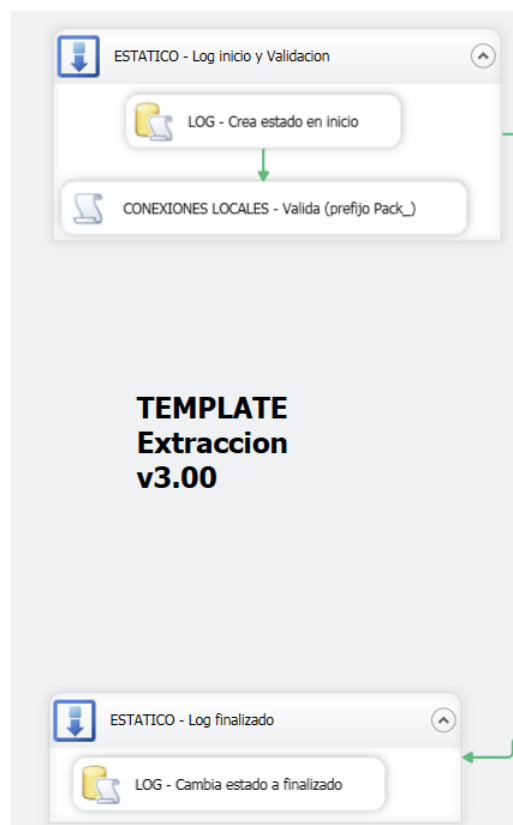 ESTATICO - Log inicio y Validacion
LOG - Crea estado en inicio
CONEXIONES LOCALES - Valida (prefijo Pack_)
TEMPLATE
Extraccion
v3.00
ESTATICO - Log finalizado
LOG - Cambia estado a finalizado